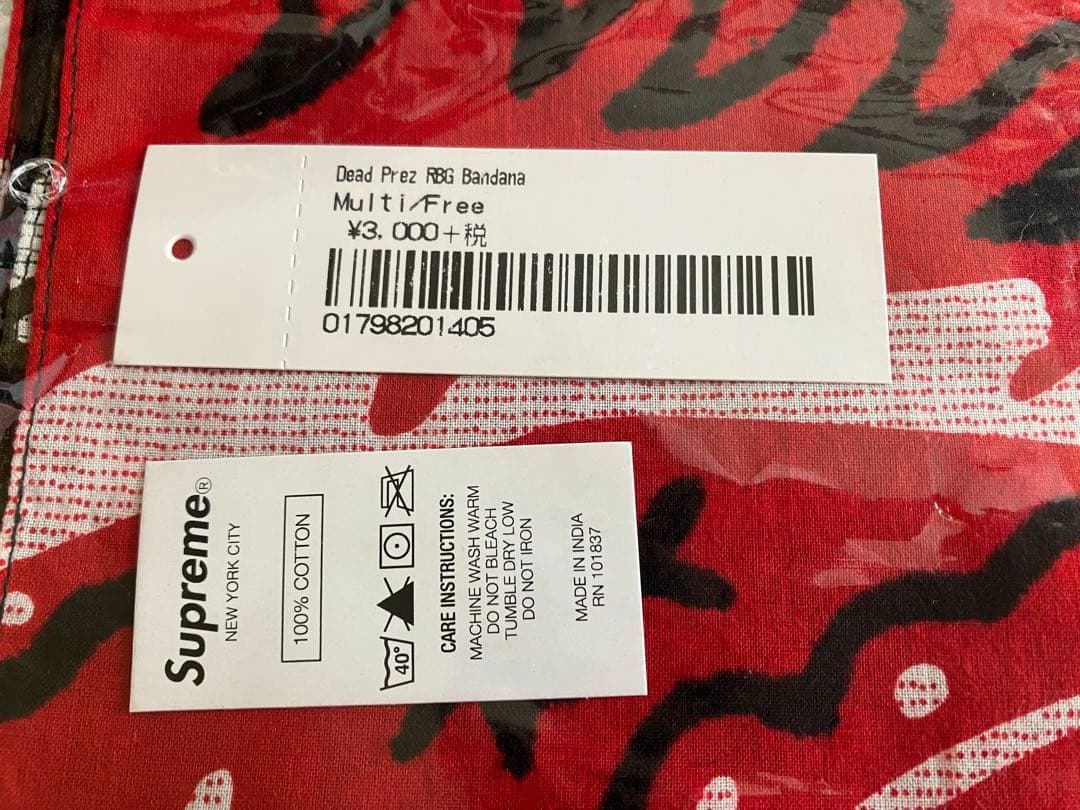 Dead Prez RBG Bandana
Multi/Free
¥3,000+税
01798201405
Supreme®
NEW YORK CITY
100% COTTON
40°
CARE INSTRUCTIONS:
MACHINE WASH WARM
DO NOT BLEACH
TUMBLE DRY LOW
DO NOT IRON
MADE IN INDIA
RN 101837